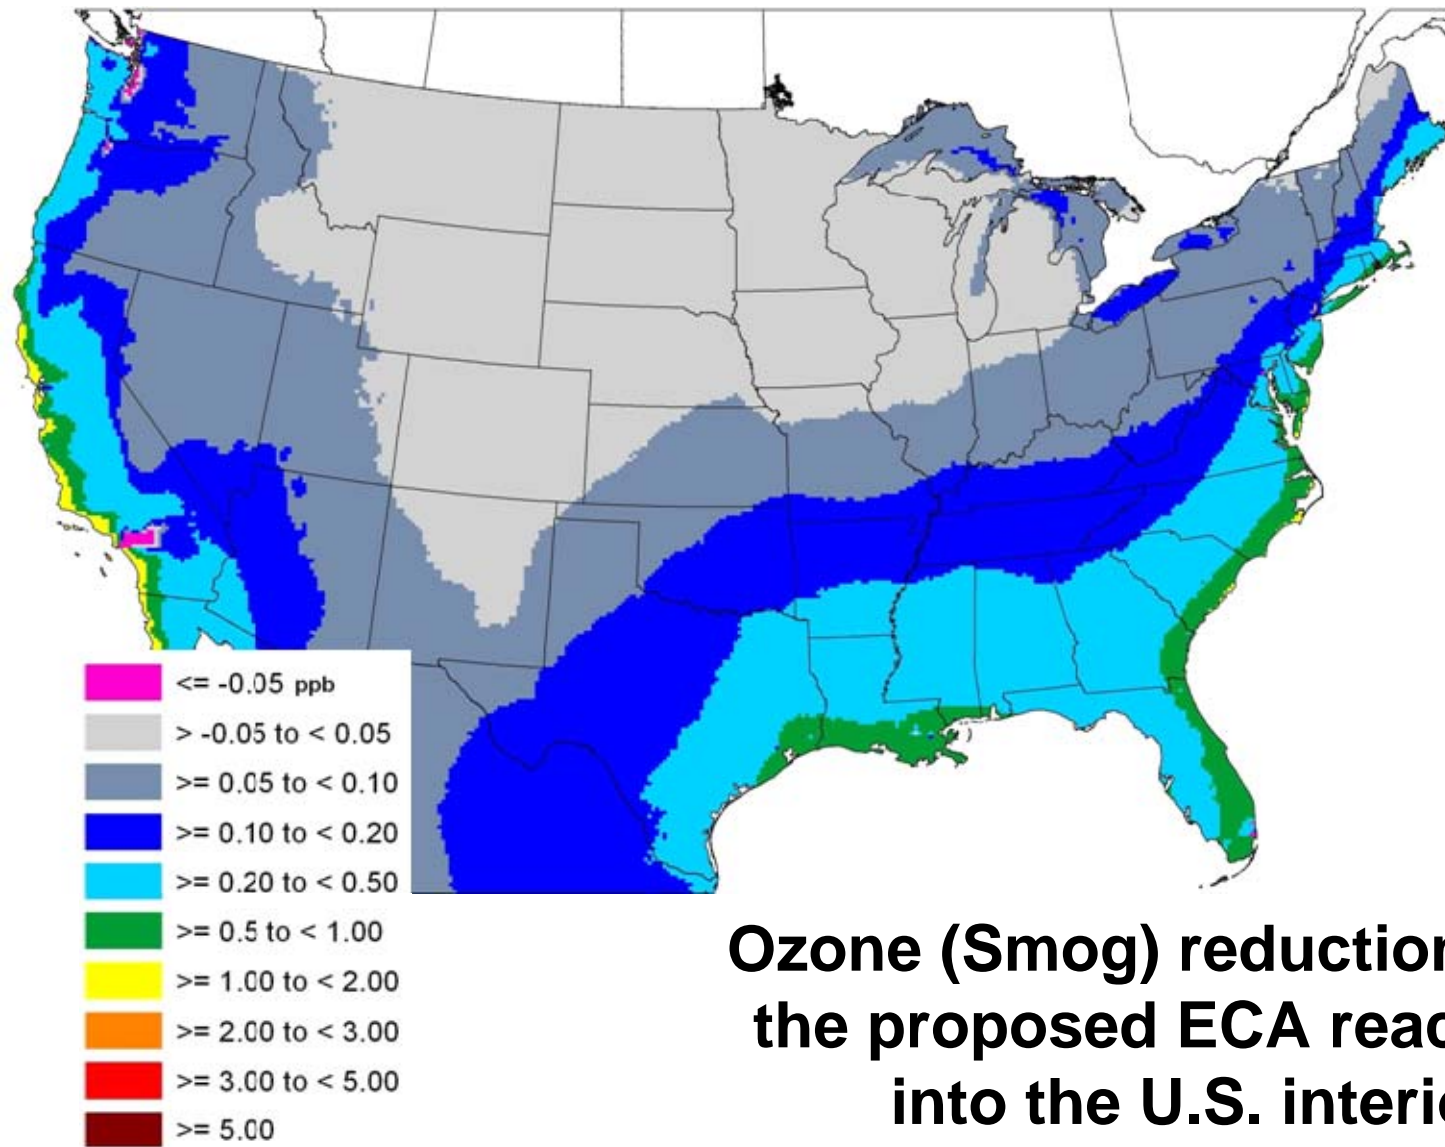 <= -0.05 ppb
> -0.05 to < 0.05
>= 0.05 to < 0.10
>= 0.10 to < 0.20
>= 0.20 to < 0.50
>= 0.5 to < 1.00
>= 1.00 to < 2.00
>= 2.00 to < 3.00
>= 3.00 to < 5.00
>= 5.00
Ozone (Smog) reduction
the proposed ECA reac
into the U.S. interi